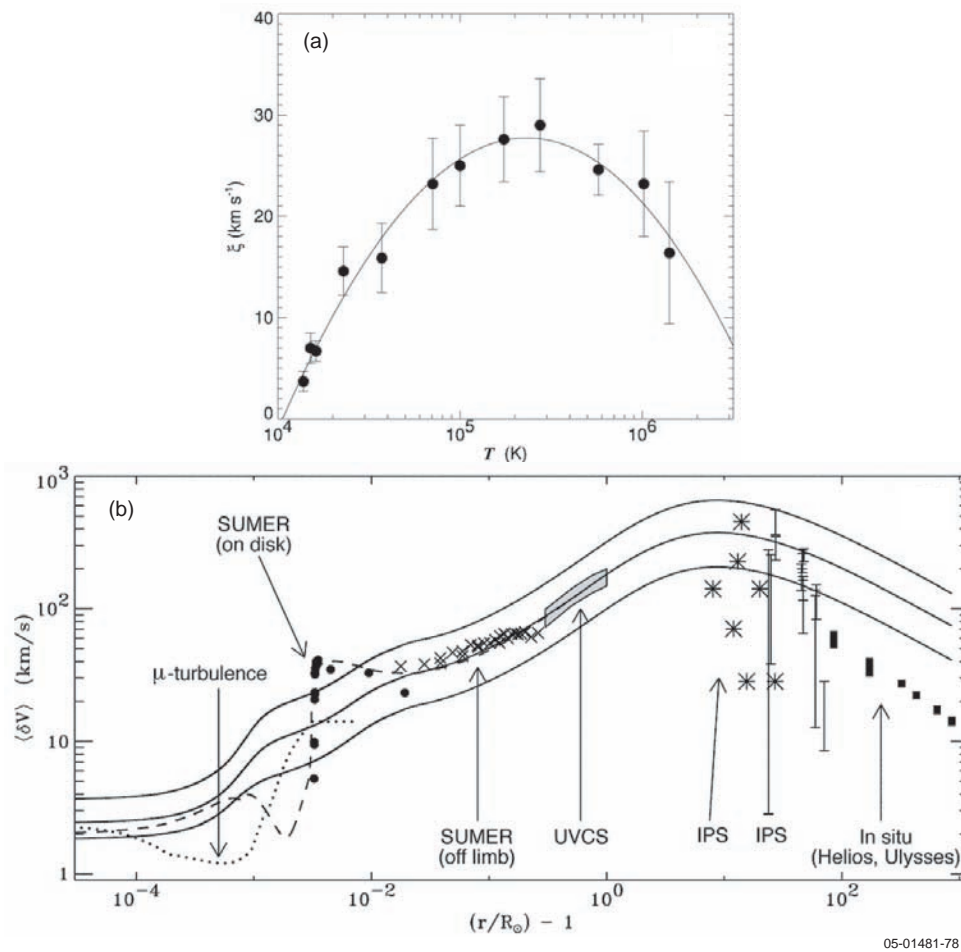 (a)
40
30
20
10
0
ξ (km s⁻¹)
10⁴ 10⁵ 10⁶
T (K)
(b)
10³
10²
10
1
⟨δV⟩ (km/s)
SUMER
(on disk)
μ-turbulence
SUMER
(off limb)
UVCS
IPS
IPS
In situ
(Helios, Ulysses)
10⁻⁴ 10⁻² 10⁰ 10²
(r/R⊙) − 1
05-01481-78